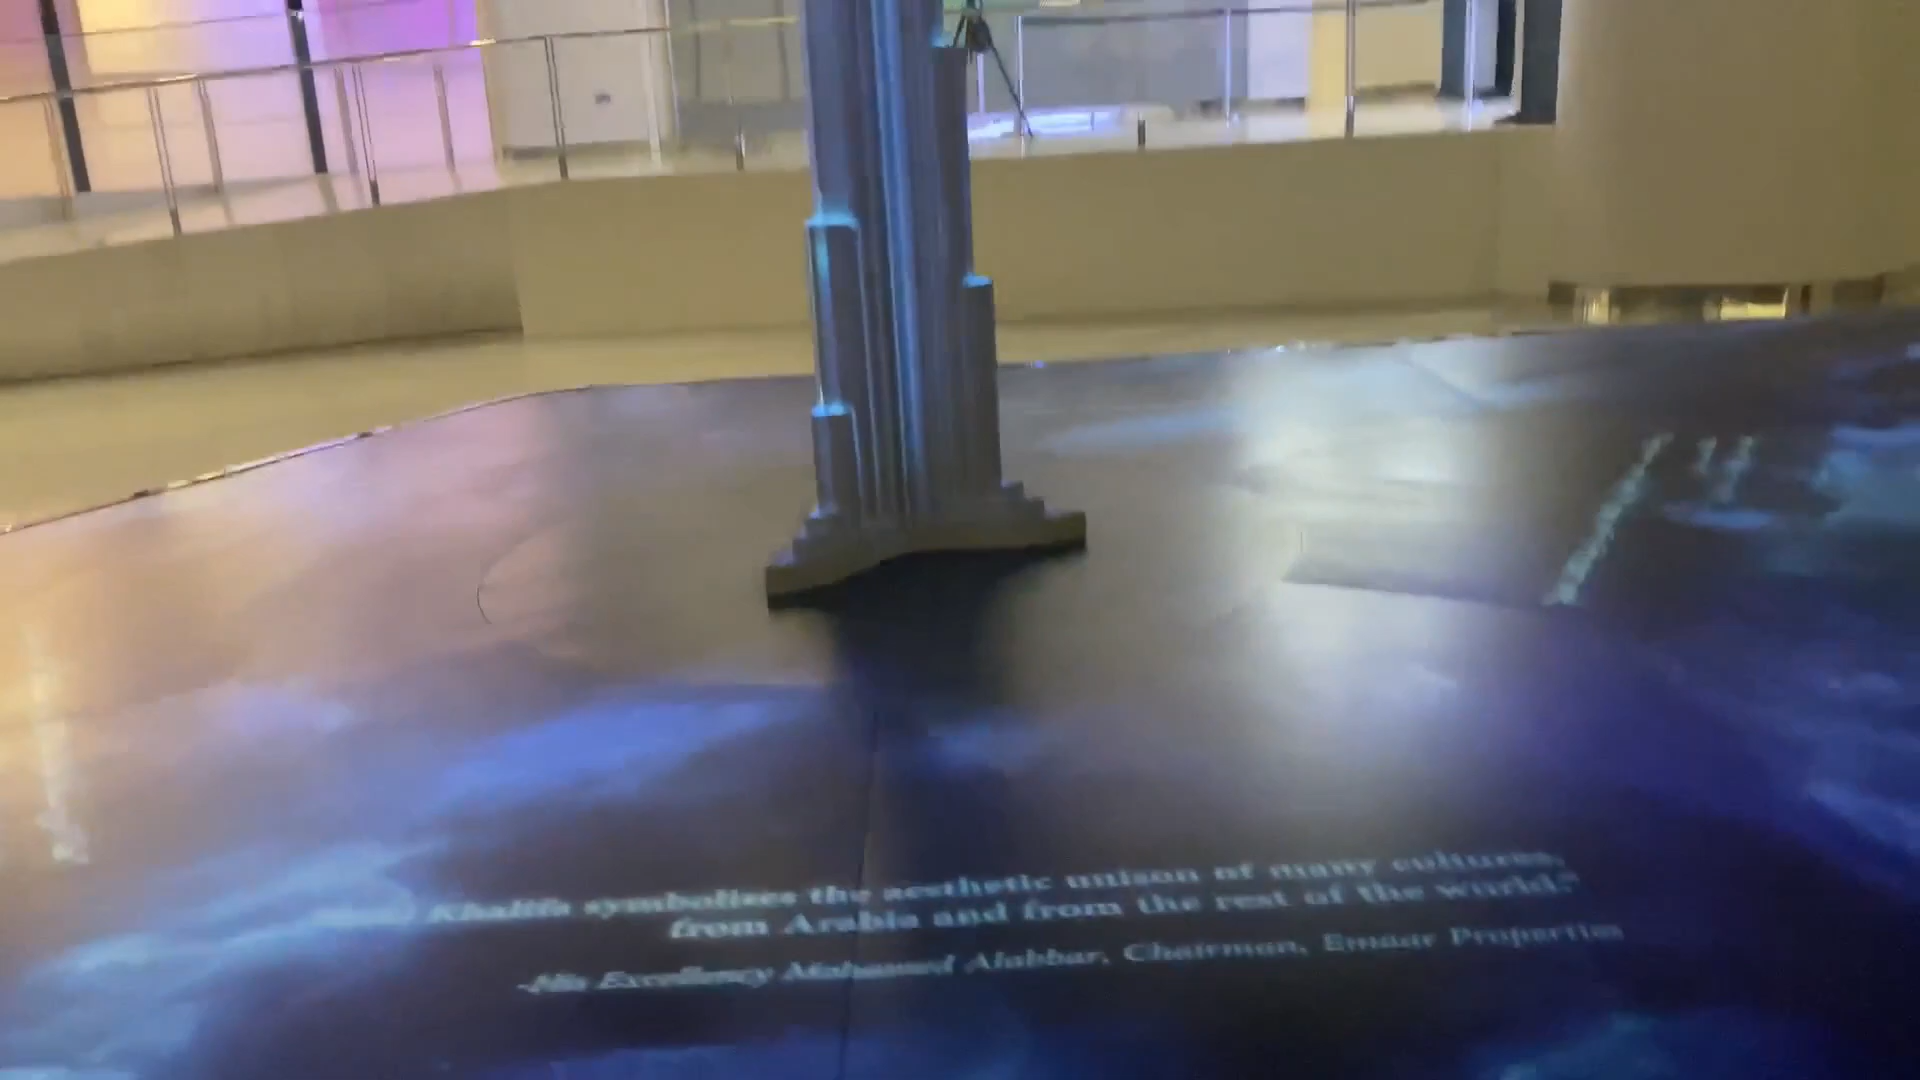 Khalifa symbolizes the aesthetic unison of many cultures,
from Arabia and from the rest of the world."
-His Excellency Mohamed Alabbar, Chairman, Emaar Properties